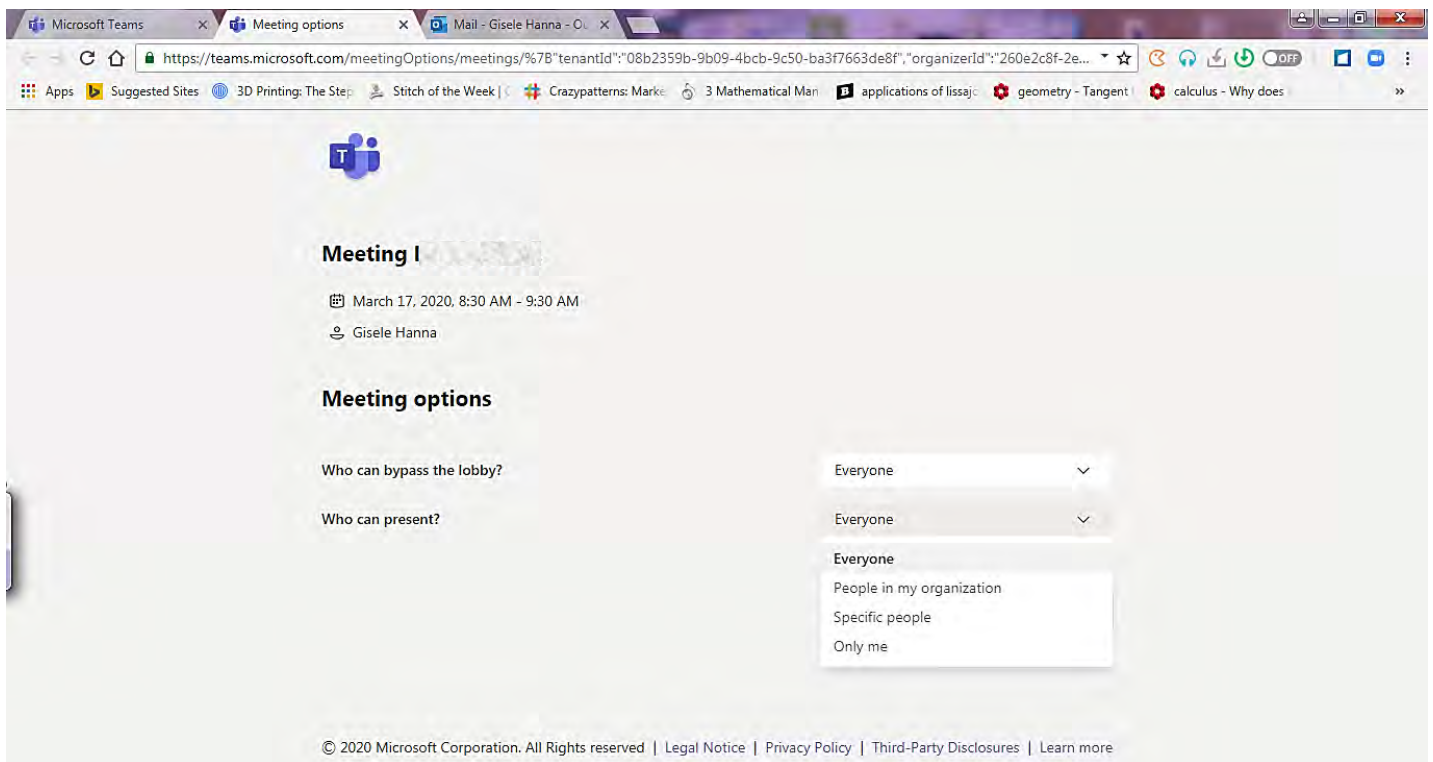 Microsoft Teams
Meeting options
Mail - Gisele Hanna - Ou
https://teams.microsoft.com/meetingOptions/meetings/%7B"tenantId":"08b2359b-9b09-4bcb-9c50-ba3f7663de8f","organizerId":"260e2c8f-2e...
OFF
Apps
Suggested Sites
3D Printing: The Step
Stitch of the Week |
Crazypatterns: Marke
3 Mathematical Man
applications of lissajo
geometry - Tangent
calculus - Why does
»
T
Meeting
March 17, 2020, 8:30 AM - 9:30 AM
Gisele Hanna
Meeting options
Who can bypass the lobby? Everyone
Who can present? Everyone
Everyone
People in my organization
Specific people
Only me
© 2020 Microsoft Corporation. All Rights reserved | Legal Notice | Privacy Policy | Third-Party Disclosures | Learn more